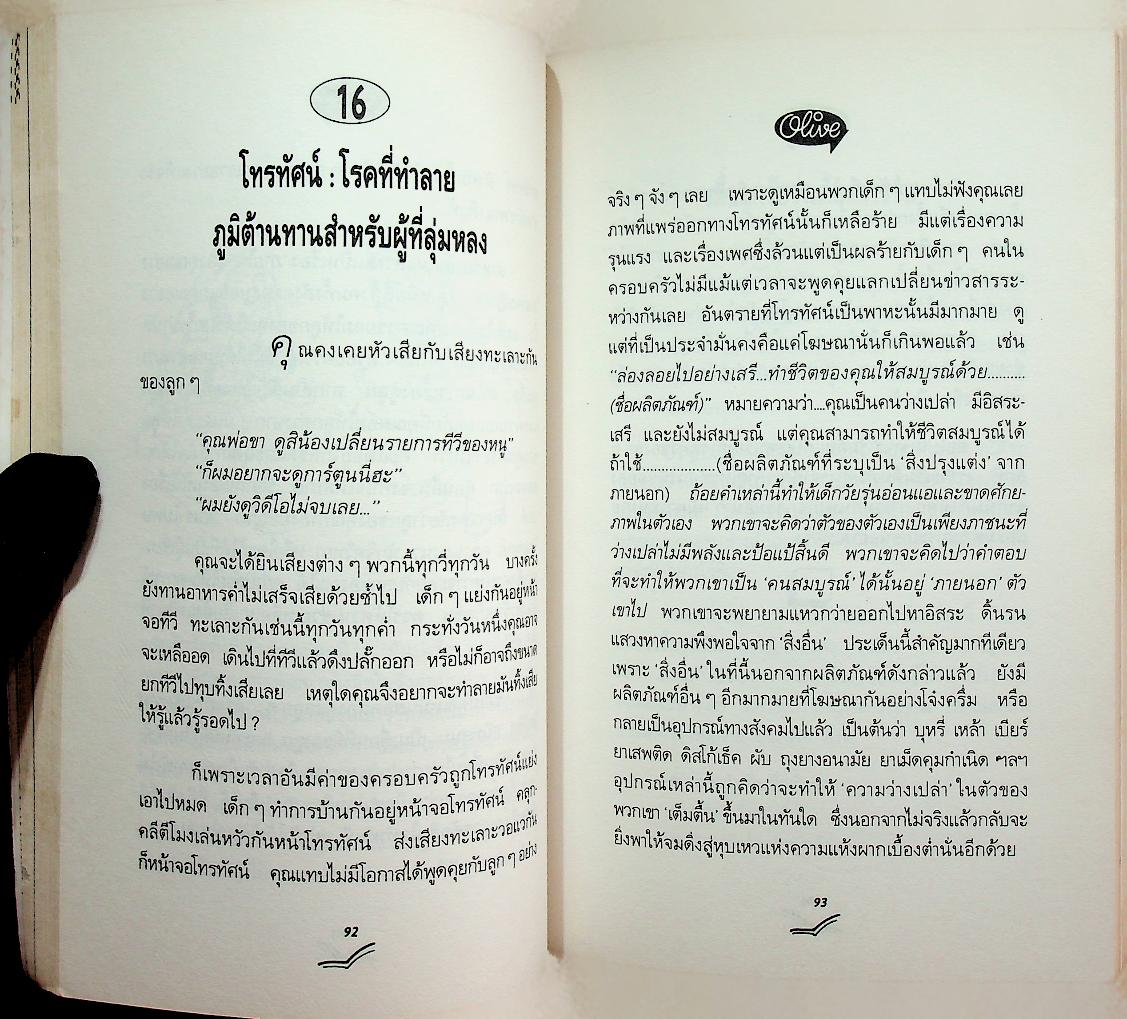 16
โทรทัศน์ : โรคที่ทำลาย
ภูมิต้านทานสำหรับผู้ที่ลุ่มหลง
คุณคงเคยหัวเสียกับเสียงทะเลาะกัน
ของลูก ๆ
"คุณพ่อขา ดูสิน้องเปลี่ยนรายการทีวีของหนู"
"ก็ผมอยากจะดูการ์ตูนนี่ฮะ"
"ผมยังดูวิดีโอไม่จบเลย..."
คุณจะได้ยินเสียงต่าง ๆ พวกนี้ทุกวี่ทุกวัน บางครั้ง
ยังทานอาหารค่ำไม่เสร็จเสียด้วยซ้ำไป เด็ก ๆ แย่งกันอยู่หน้า
จอทีวี ทะเลาะกันเช่นนี้ทุกวันทุกค่ำ กระทั่งวันหนึ่งคุณอาจ
จะเหลืออด เดินไปที่ทีวีแล้วดึงปลั๊กออก หรือไม่ก็อาจถึงขนาด
ยกทีวีไปทุบทิ้งเสียเลย เหตุใดคุณจึงอยากจะทำลายมันทิ้งเสีย
ให้รู้แล้วรู้รอดไป ?
ก็เพราะเวลาอันมีค่าของครอบครัวถูกโทรทัศน์แย่ง
เอาไปหมด เด็ก ๆ ทำการบ้านกันอยู่หน้าจอโทรทัศน์ คลุก-
คลีตีโมงเล่นหวัวกันหน้าโทรทัศน์ ส่งเสียงทะเลาะวอแวกัน
ก็หน้าจอโทรทัศน์ คุณแทบไม่มีโอกาสได้พูดคุยกับลูก ๆ อย่าง
92
Olive
จริง ๆ จัง ๆ เลย เพราะดูเหมือนพวกเด็ก ๆ แทบไม่ฟังคุณเลย
ภาพที่แพร่ออกทางโทรทัศน์นั้นก็เหลือร้าย มีแต่เรื่องความ
รุนแรง และเรื่องเพศซึ่งล้วนแต่เป็นผลร้ายกับเด็ก ๆ คนใน
ครอบครัวไม่มีแม้แต่เวลาจะพูดคุยแลกเปลี่ยนข่าวสารระ-
หว่างกันเลย อันตรายที่โทรทัศน์เป็นพาหะนั้นมีมากมาย ดู
แต่ที่เป็นประจำมั่นคงคือแค่โฆษณานั่นก็เกินพอแล้ว เช่น
"ล่องลอยไปอย่างเสรี...ทำชีวิตของคุณให้สมบูรณ์ด้วย..........
(ชื่อผลิตภัณฑ์)" หมายความว่า....คุณเป็นคนว่างเปล่า มีอิสระ-
เสรี และยังไม่สมบูรณ์ แต่คุณสามารถทำให้ชีวิตสมบูรณ์ได้
ถ้าใช้....................(ชื่อผลิตภัณฑ์ที่ระบุเป็น 'สิ่งปรุงแต่ง' จาก
ภายนอก) ถ้อยคำเหล่านี้ทำให้เด็กวัยรุ่นอ่อนแอและขาดศักย-
ภาพในตัวเอง พวกเขาจะคิดว่าตัวของตัวเองเป็นเพียงภาชนะที่
ว่างเปล่าไม่มีพลังและป้อแป้สิ้นดี พวกเขาจะคิดไปว่าคำตอบ
ที่จะทำให้พวกเขาเป็น 'คนสมบูรณ์' ได้นั้นอยู่ 'ภายนอก' ตัว
เขาไป พวกเขาจะพยายามแหวกว่ายออกไปหาอิสระ ดิ้นรน
แสวงหาความพึงพอใจจาก 'สิ่งอื่น' ประเด็นนี้สำคัญมากทีเดียว
เพราะ 'สิ่งอื่น' ในที่นี้นอกจากผลิตภัณฑ์ดังกล่าวแล้ว ยังมี
ผลิตภัณฑ์อื่น ๆ อีกมากมายที่โฆษณากันอย่างโจ๋งครึ่ม หรือ
กลายเป็นอุปกรณ์ทางสังคมไปแล้ว เป็นต้นว่า บุหรี่ เหล้า เบียร์
ยาเสพติด ดิสโก้เธ็ค ผับ ถุงยางอนามัย ยาเม็ดคุมกำเนิด ฯลฯ
อุปกรณ์เหล่านี้ถูกคิดว่าจะทำให้ 'ความว่างเปล่า' ในตัวของ
พวกเขา 'เต็มตื้น' ขึ้นมาในทันใด ซึ่งนอกจากไม่จริงแล้วกลับจะ
ยิ่งพาให้จมดิ่งสู่หุบเหวแห่งความแห้งผากเบื้องต่ำนั่นอีกด้วย
93